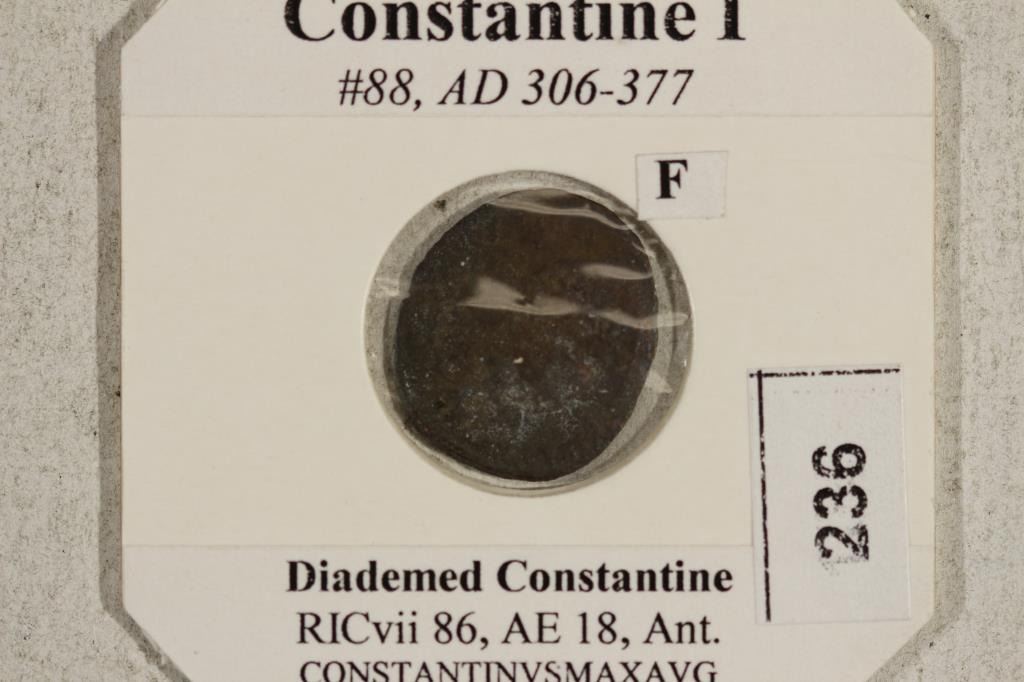 Constantine I
#88, AD 306-377
F
236
Diademed Constantine
RICvii 86, AE 18, Ant.
CONSTANTINVSMAXAVG